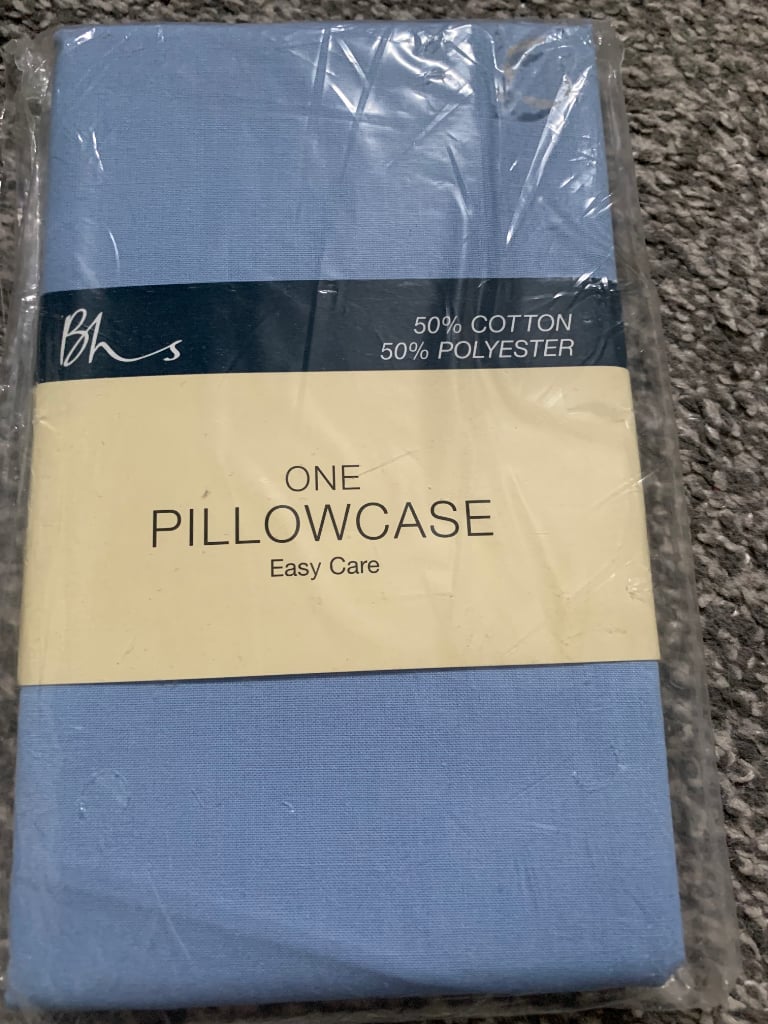 Bhs
50% COTTON
50% POLYESTER
ONE
PILLOWCASE
Easy Care